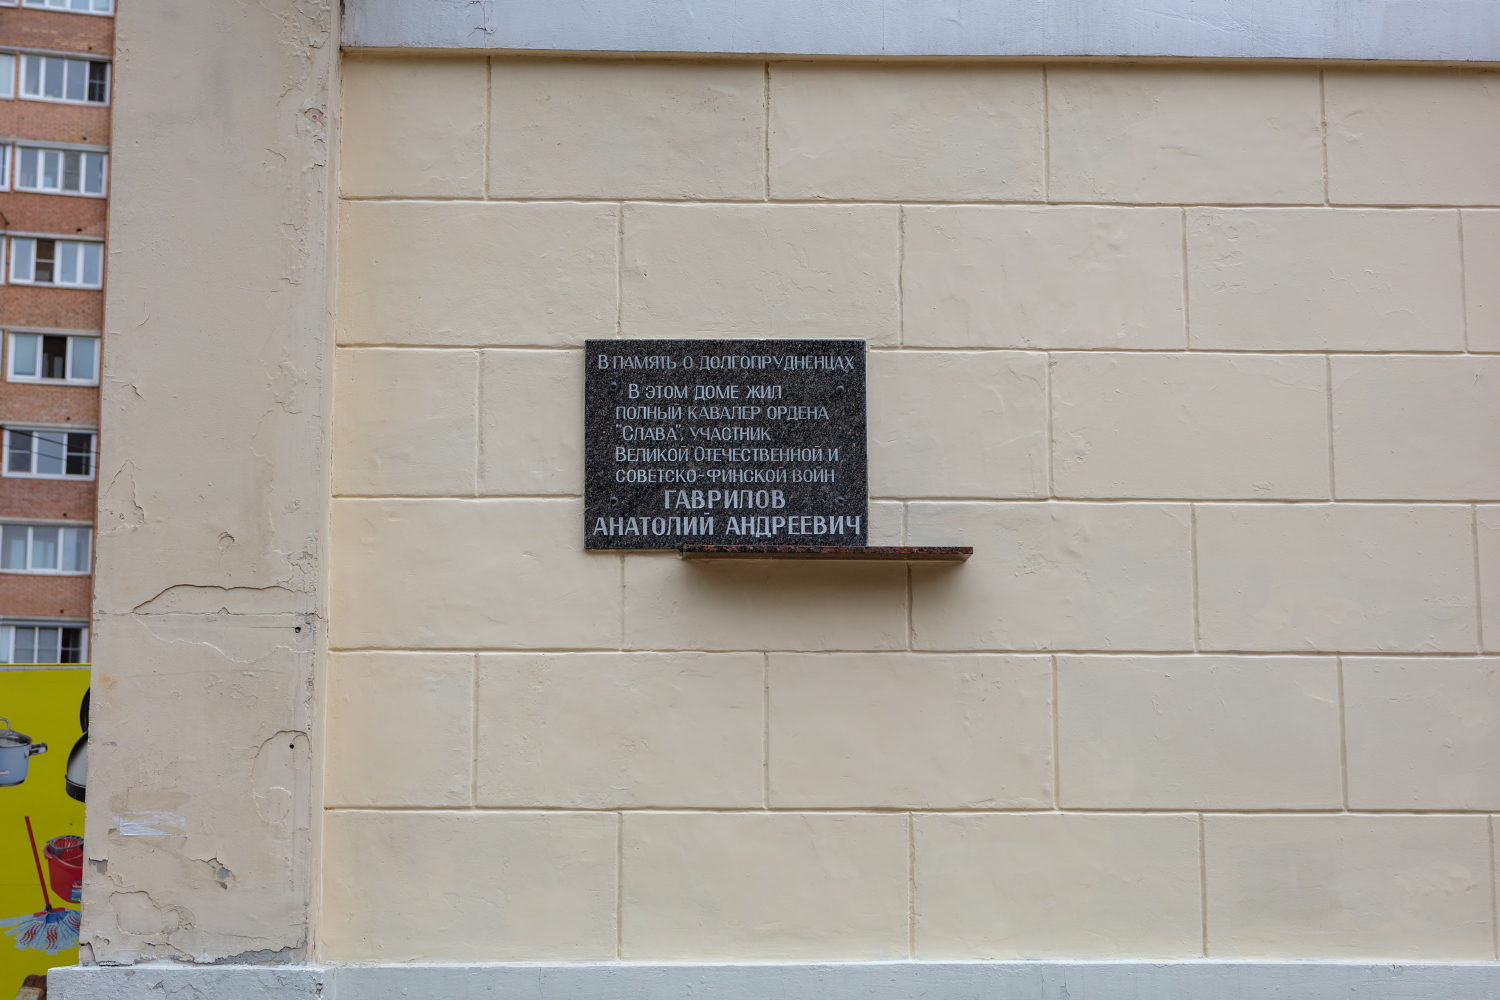 В ПАМЯТЬ О ДОЛГОПРУДНЕНЦАХ
В ЭТОМ ДОМЕ ЖИЛ
ПОЛНЫЙ КАВАЛЕР ОРДЕНА
"СЛАВА", УЧАСТНИК
ВЕЛИКОЙ ОТЕЧЕСТВЕННОЙ И
СОВЕТСКО-ФИНСКОЙ ВОЙН
ГАВРИЛОВ
АНАТОЛИЙ АНДРЕЕВИЧ